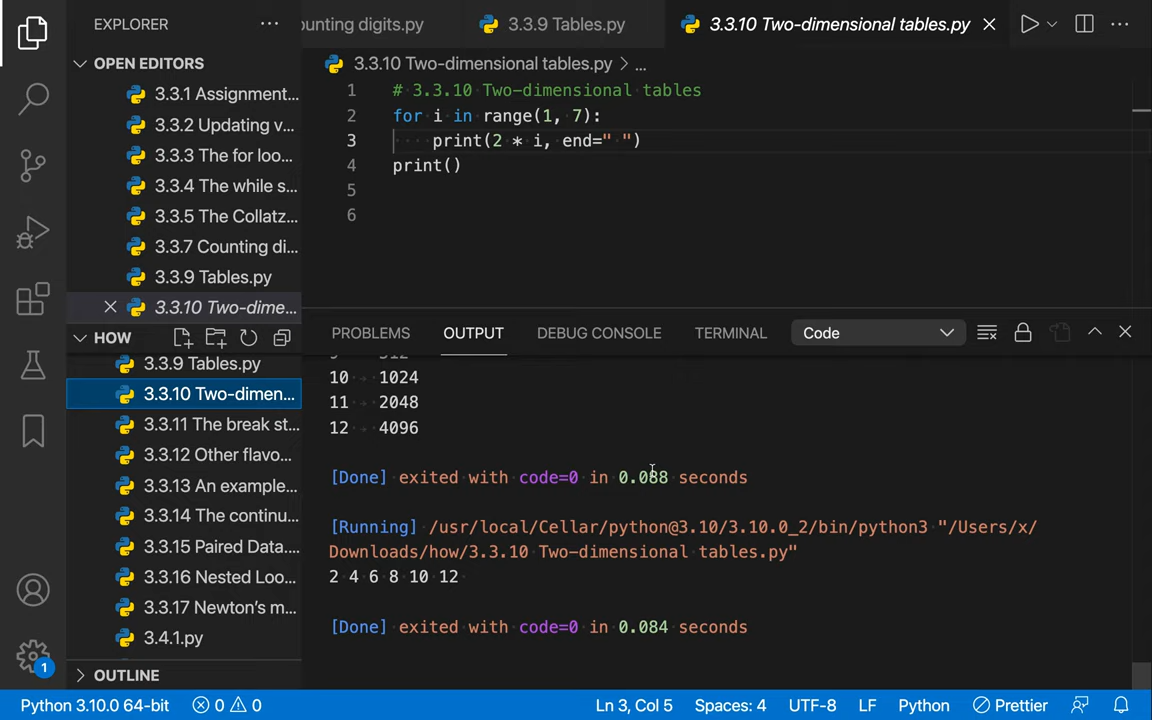 EXPLORER
OPEN EDITORS
3.3.1 Assignment...
3.3.2 Updating v...
3.3.3 The for loo...
3.3.4 The while s...
3.3.5 The Collatz...
3.3.7 Counting di...
3.3.9 Tables.py
3.3.10 Two-dime...
HOW
3.3.9 Tables.py
3.3.10 Two-dimen...
3.3.11 The break st...
3.3.12 Other flavo...
3.3.13 An example...
3.3.14 The continu...
3.3.15 Paired Data....
3.3.16 Nested Loo...
3.3.17 Newton's m...
3.4.1.py
OUTLINE
ounting digits.py 3.3.9 Tables.py 3.3.10 Two-dimensional tables.py
3.3.10 Two-dimensional tables.py > ...
1 # 3.3.10 Two-dimensional tables
2 for i in range(1, 7):
3 print(2 * i, end=" ")
4 print()
5
6
PROBLEMS OUTPUT DEBUG CONSOLE TERMINAL Code
10 → 1024
11 → 2048
12 → 4096
[Done] exited with code=0 in 0.088 seconds
[Running] /usr/local/Cellar/python@3.10/3.10.0_2/bin/python3 "/Users/x/
Downloads/how/3.3.10 Two-dimensional tables.py"
2 4 6 8 10 12
[Done] exited with code=0 in 0.084 seconds
1
Python 3.10.0 64-bit 0 0 Ln 3, Col 5 Spaces: 4 UTF-8 LF Python Prettier